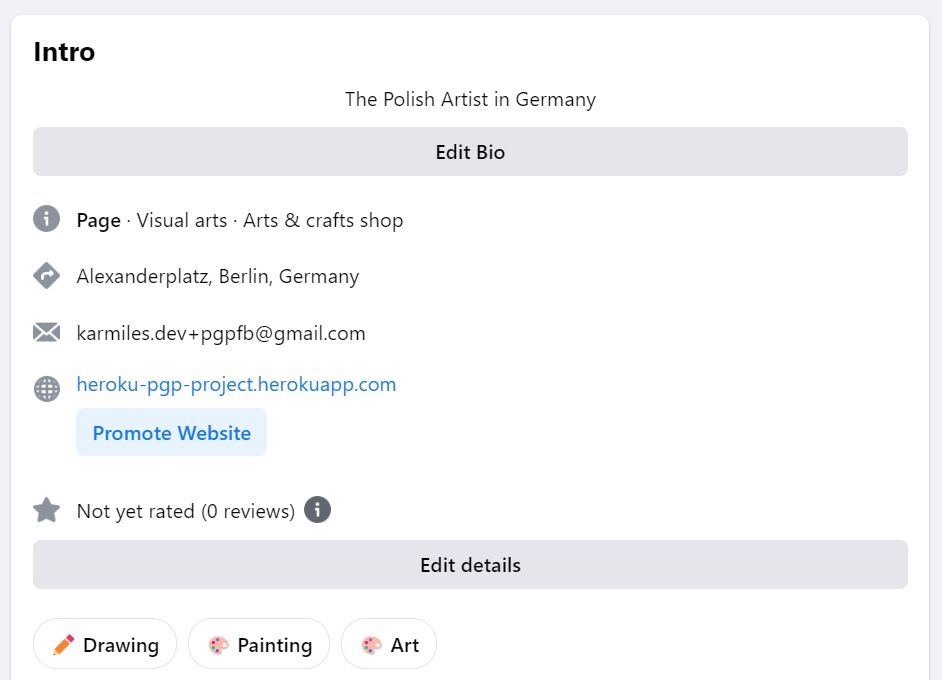 Intro
The Polish Artist in Germany
Edit Bio
Page · Visual arts · Arts & crafts shop
Alexanderplatz, Berlin, Germany
karmiles.dev+pgpfb@gmail.com
heroku-pgp-project.herokuapp.com
Promote Website
Not yet rated (0 reviews)
Edit details
Drawing Painting Art